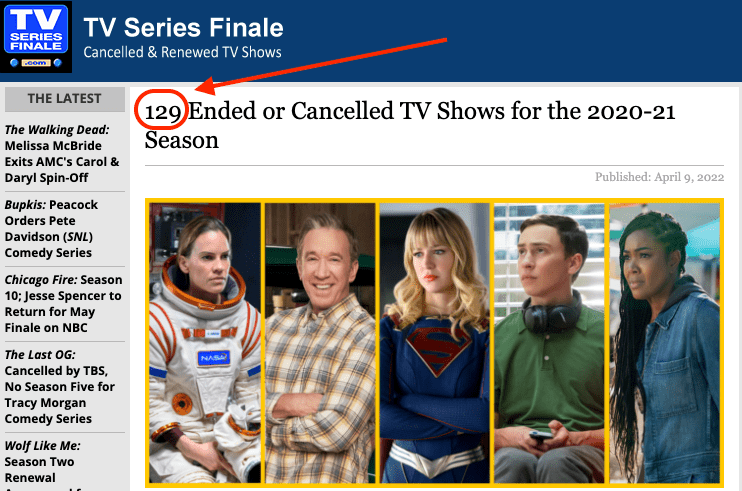 TV
SERIES
FINALE
.com
TV Series Finale
Cancelled & Renewed TV Shows
THE LATEST
The Walking Dead:
Melissa McBride
Exits AMC's Carol &
Daryl Spin-Off
Bupkis: Peacock
Orders Pete
Davidson (SNL)
Comedy Series
Chicago Fire: Season
10; Jesse Spencer to
Return for May
Finale on NBC
The Last OG:
Cancelled by TBS,
No Season Five for
Tracy Morgan
Comedy Series
Wolf Like Me:
Season Two
Renewal
129 Ended or Cancelled TV Shows for the 2020-21
Season
Published: April 9, 2022
NASA